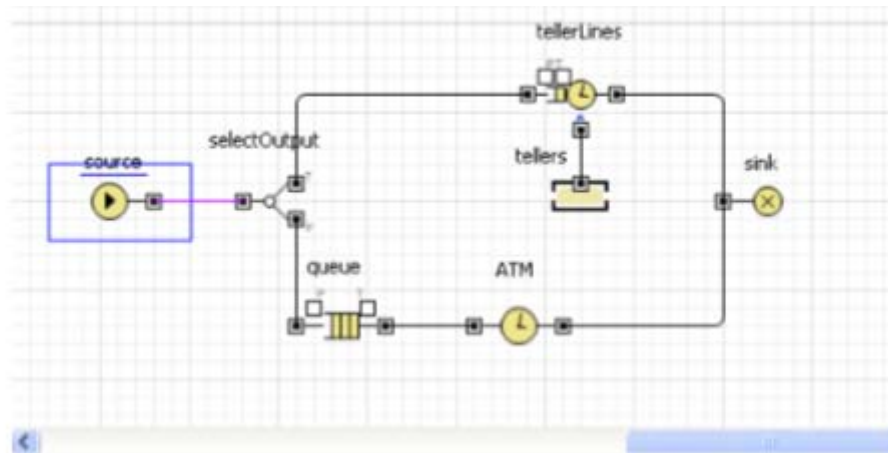 tellerLines
selectOutput
source
tellers
sink
queue
ATM